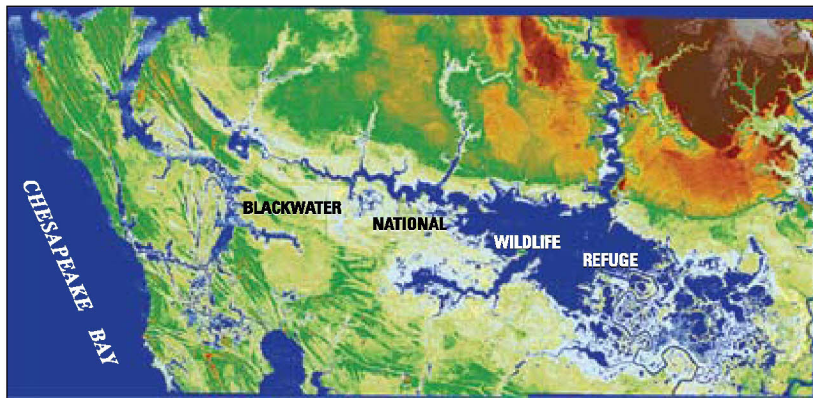 CHESAPEAKE BAY
BLACKWATER
NATIONAL
WILDLIFE
REFUGE